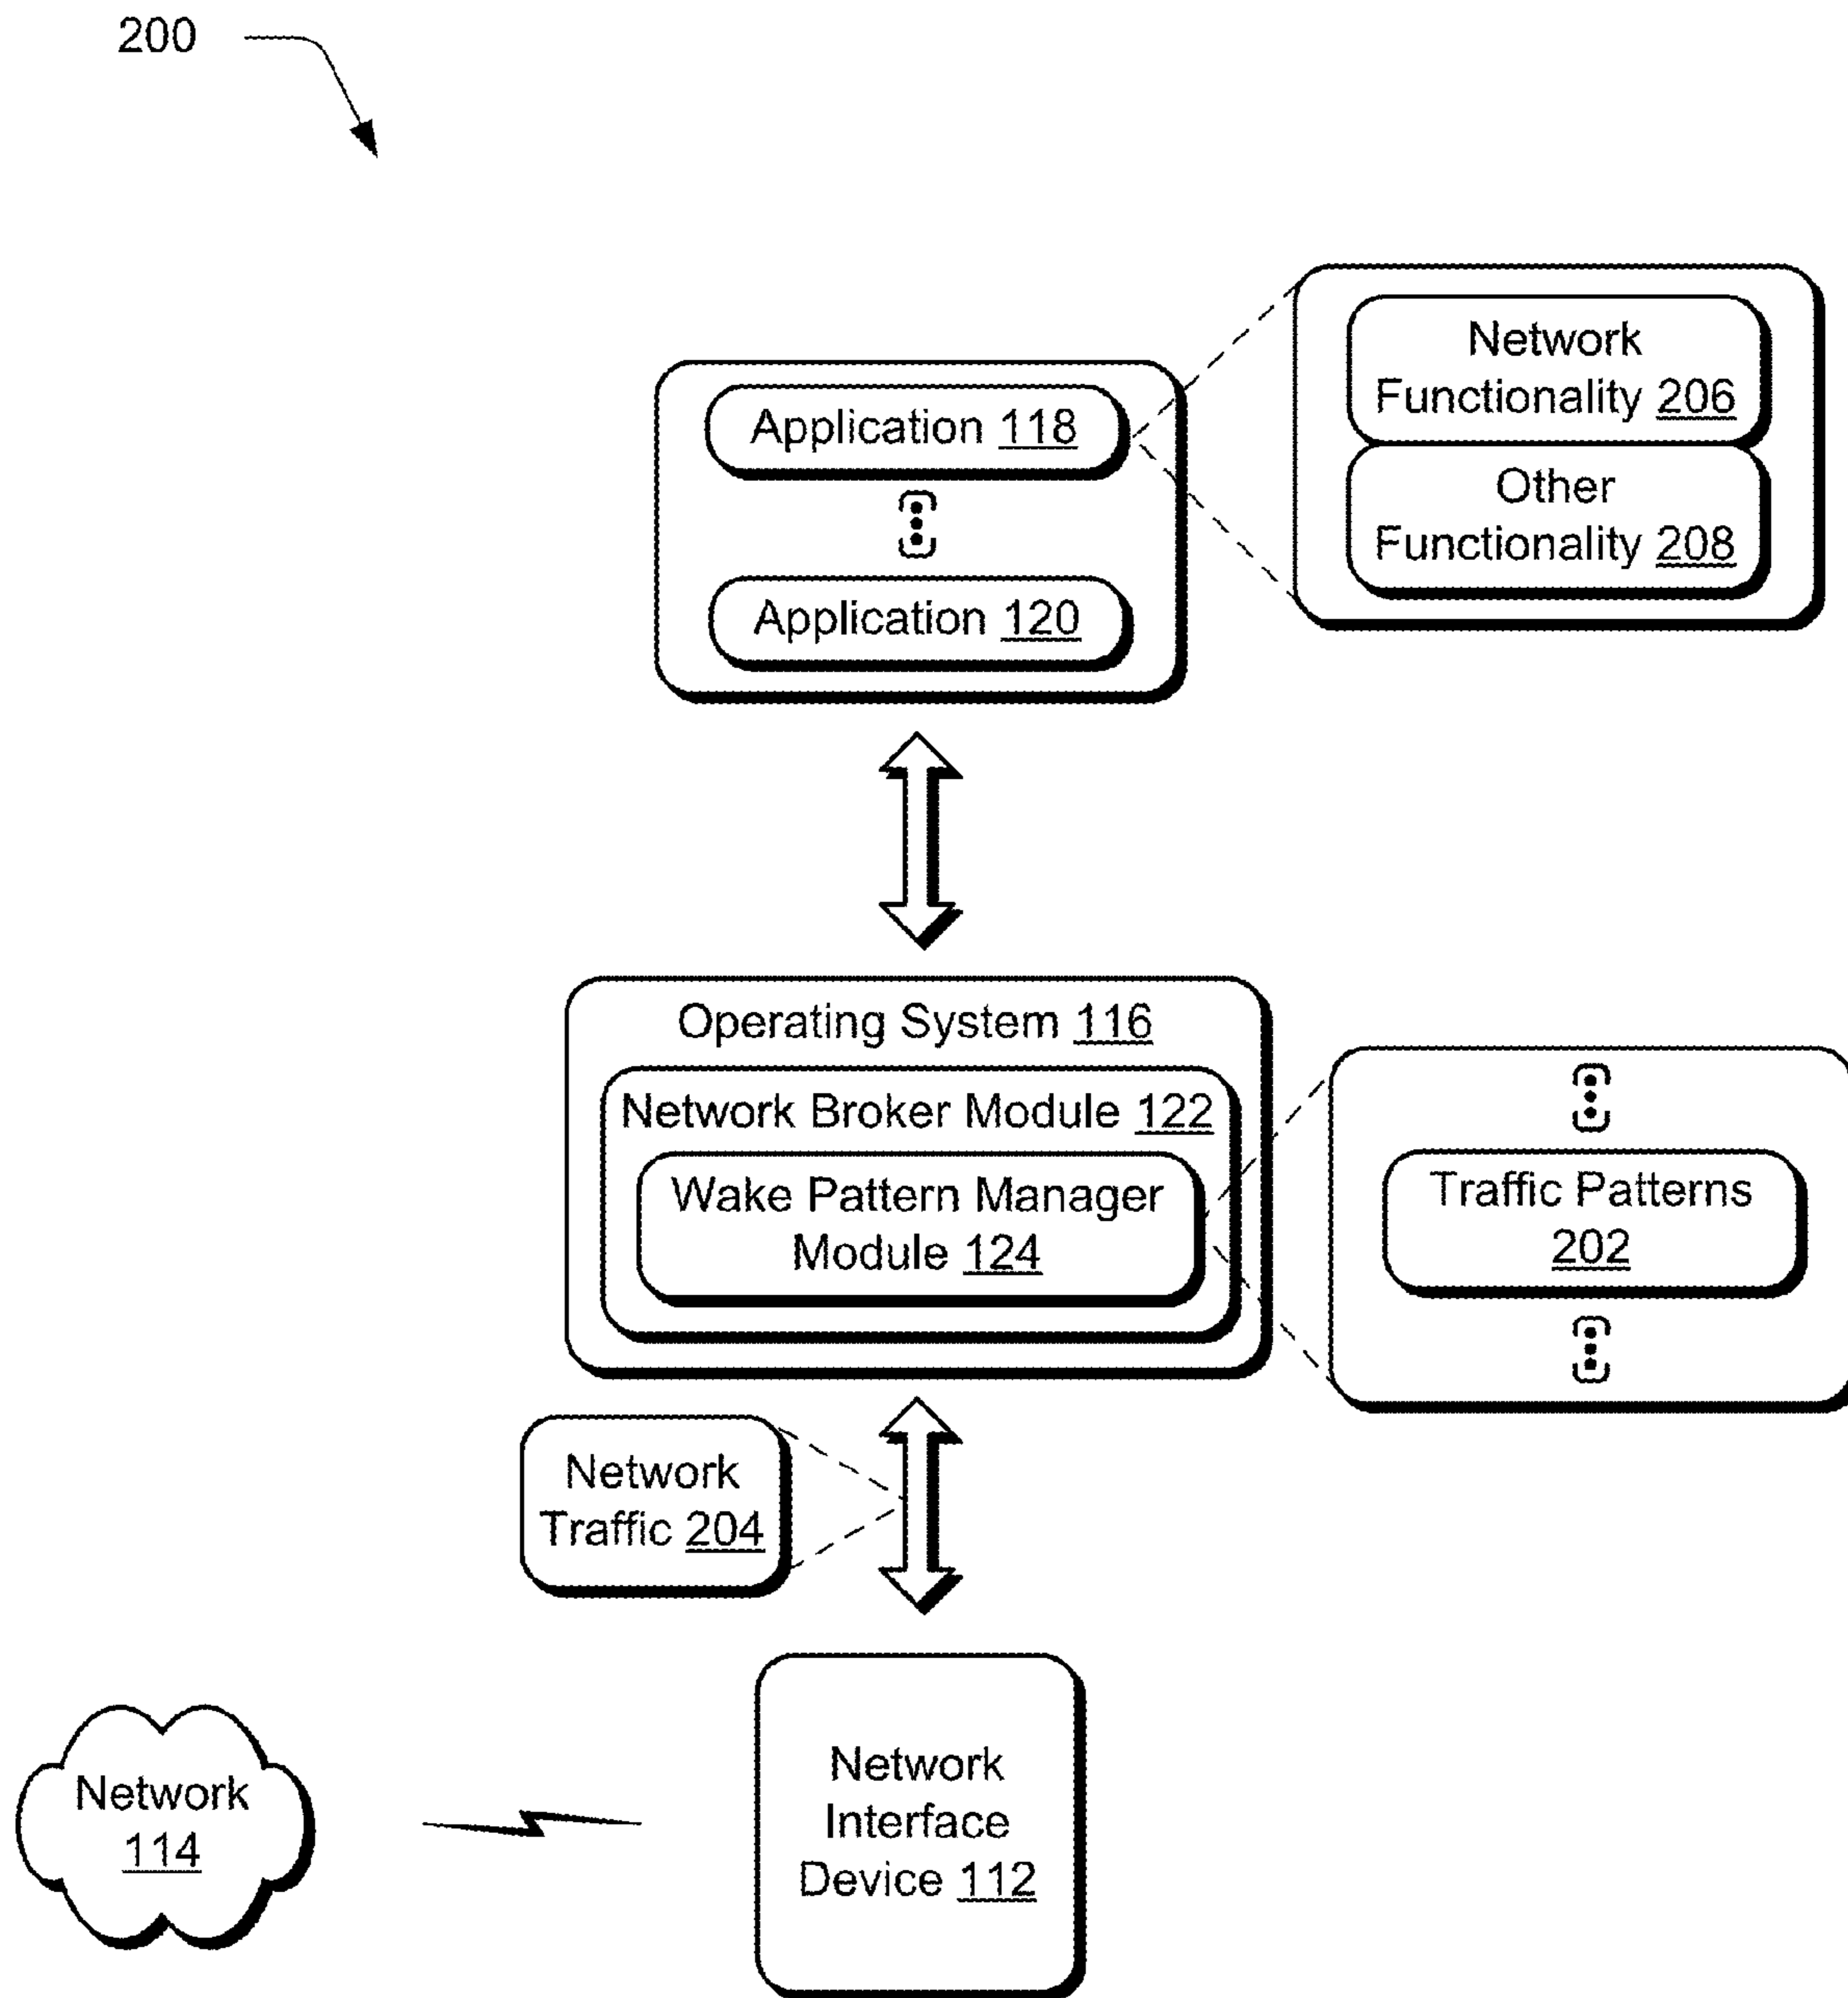 200
Network
Functionality 206
Other
Functionality 208
Application 118
Application 120
Operating System 116
Network Broker Module 122
Wake Pattern Manager
Module 124
Traffic Patterns
202
Network
Traffic 204
Network
114
Network
Interface
Device 112